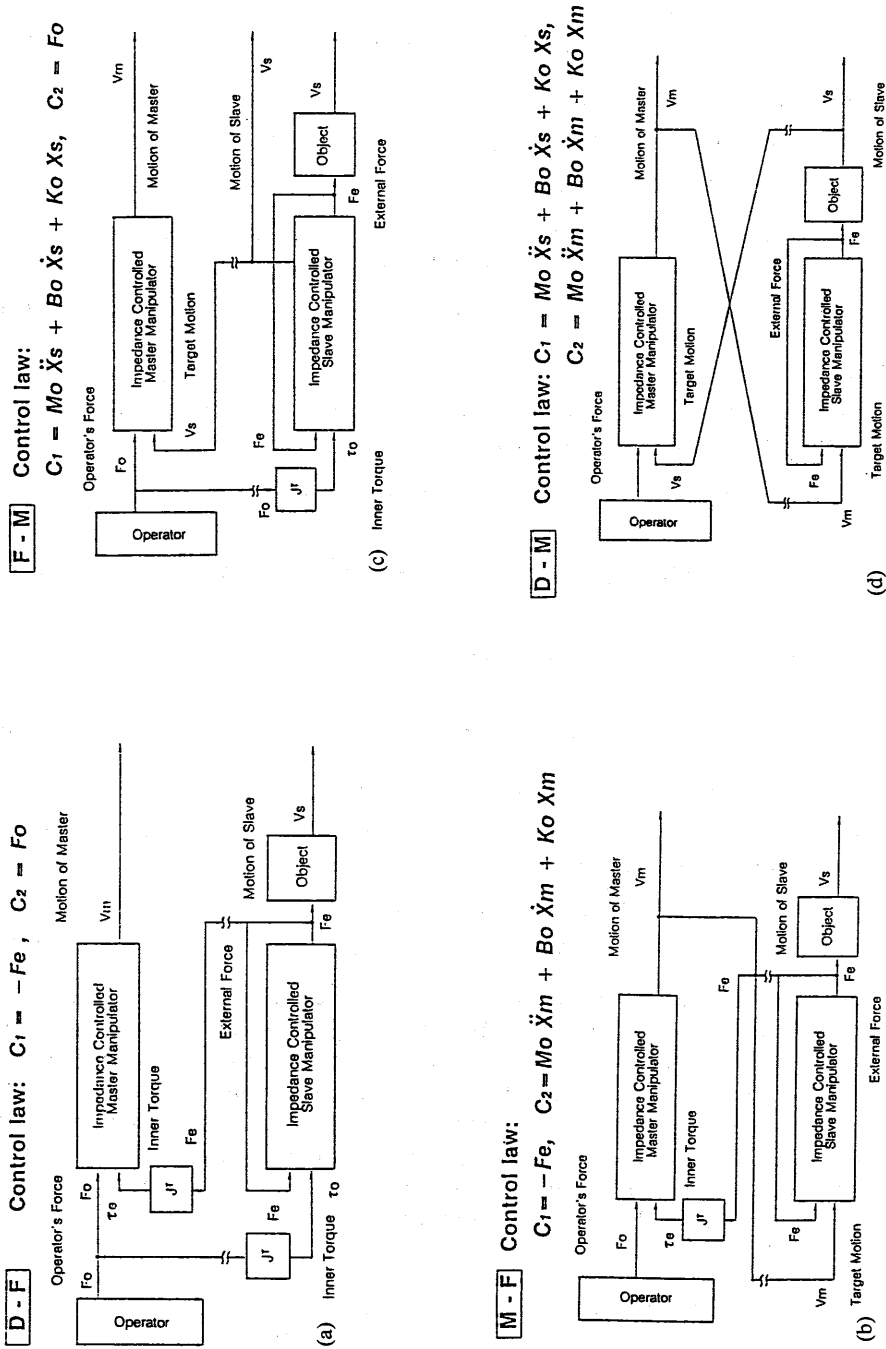 D - F Control law: C1 = −Fe, C2 = Fo
Operator's Force
Motion of Master
Operator
Fo
Fo
τe
Impedance Controlled
Master Manipulator
Vm
Inner Torque
J^T
Fe
External Force
Motion of Slave
J^T
Fe
Impedance Controlled
Slave Manipulator
Fe
Object
Vs
τo
Inner Torque
(a)
M - F Control law:
C1 = −Fe, C2 = Mo Ẍm + Bo Ẋm + Ko Xm
Operator's Force
Motion of Master
Operator
Fo
τe
Impedance Controlled
Master Manipulator
Vm
Inner Torque
J^T
Fe
Motion of Slave
Fe
Impedance Controlled
Slave Manipulator
Fe
Object
Vs
Vm
Target Motion
External Force
(b)
F - M Control law:
C1 = Mo Ẍs + Bo Ẋs + Ko Xs, C2 = Fo
Operator's Force
Motion of Master
Operator
Fo
Impedance Controlled
Master Manipulator
Vm
Vs
Target Motion
Motion of Slave
Vs
Fo
J^T
Fe
Impedance Controlled
Slave Manipulator
Fe
Object
Vs
τo
Inner Torque
External Force
(c)
D - M Control law: C1 = Mo Ẍs + Bo Ẋs + Ko Xs,
C2 = Mo Ẍm + Bo Ẋm + Ko Xm
Operator's Force
Motion of Master
Operator
Impedance Controlled
Master Manipulator
Vm
Vs
Target Motion
External Force
Fe
Impedance Controlled
Slave Manipulator
Fe
Object
Vs
Vm
Target Motion
Motion of Slave
(d)